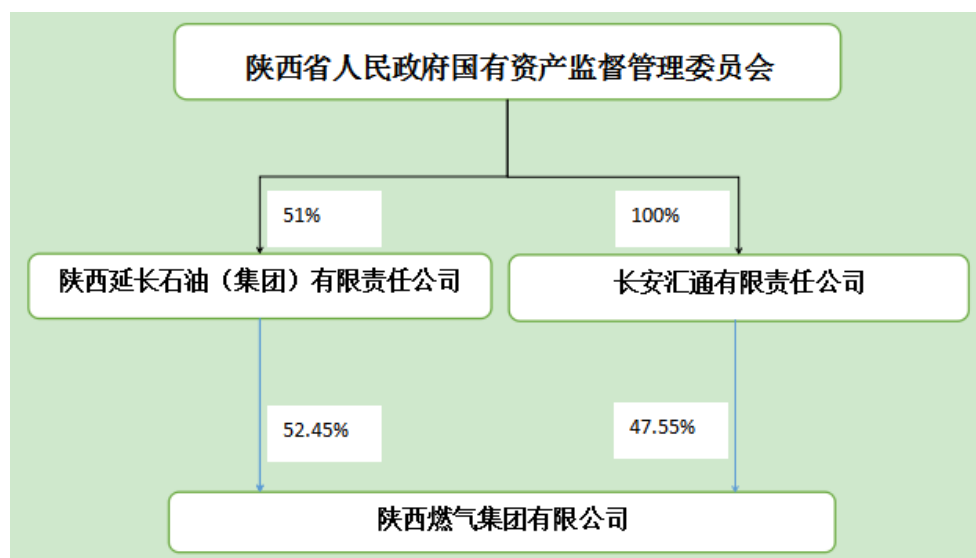 陕西省人民政府国有资产监督管理委员会
51%
100%
陕西延长石油（集团）有限责任公司
长安汇通有限责任公司
52.45%
47.55%
陕西燃气集团有限公司